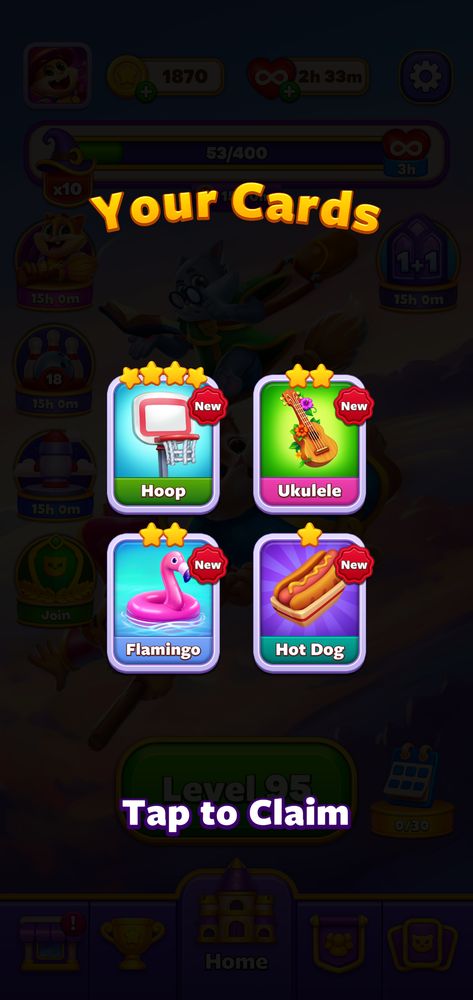 1870
2h 33m
53/400
3h
x10
Your Cards
1+1
15h 0m
15h 0m
New
New
18
15h 0m
Hoop
Ukulele
15h 0m
New
New
Join
Flamingo
Hot Dog
Level 95
Tap to Claim
0/30
!
Home